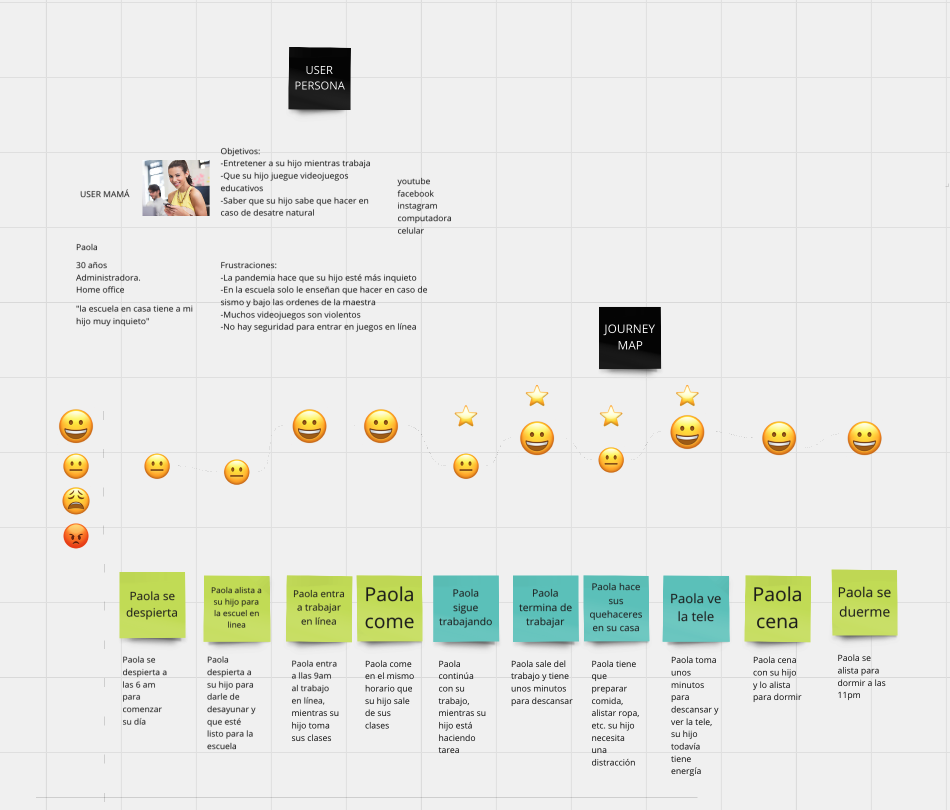 USER
PERSONA
USER MAMÁ
Objetivos:
-Entretener a su hijo mientras trabaja
-Que su hijo juegue videojuegos
educativos
-Saber que su hijo sabe que hacer en
caso de desatre natural
youtube
facebook
instagram
computadora
celular
Paola
30 años
Administradora.
Home office
"la escuela en casa tiene a mi
hijo muy inquieto"
Frustraciones:
-La pandemia hace que su hijo esté más inquieto
-En la escuela solo le enseñan que hacer en caso de
sismo y bajo las ordenes de la maestra
-Muchos videojuegos son violentos
-No hay seguridad para entrar en juegos en línea
JOURNEY
MAP
Paola se
despierta
Paola alista a
su hijo para
la escuel en
linea
Paola entra
a trabajar
en línea
Paola
come
Paola
sigue
trabajando
Paola
termina de
trabajar
Paola hace
sus
quehaceres
en su casa
Paola ve
la tele
Paola
cena
Paola se
duerme
Paola se
despierta a
las 6 am
para
comenzar
su día
Paola
despierta a
su hijo para
darle de
desayunar y
que esté
listo para la
escuela
Paola entra
a llas 9am
al trabajo
en línea,
mientras su
hijo toma
sus clases
Paola come
en el mismo
horario que
su hijo sale
de sus
clases
Paola
continúa
con su
trabajo,
mientras su
hijo está
haciendo
tarea
Paola sale del
trabajo y tiene
unos minutos
para descansar
Paola tiene
que
preparar
comida,
alistar ropa,
etc. su hijo
necesita
una
distracción
Paola toma
unos
minutos
para
descansar y
ver la tele,
su hijo
todavía
tiene
energía
Paola cena
con su hijo
y lo alista
para dormir
Paola se
alista para
dormir a las
11pm